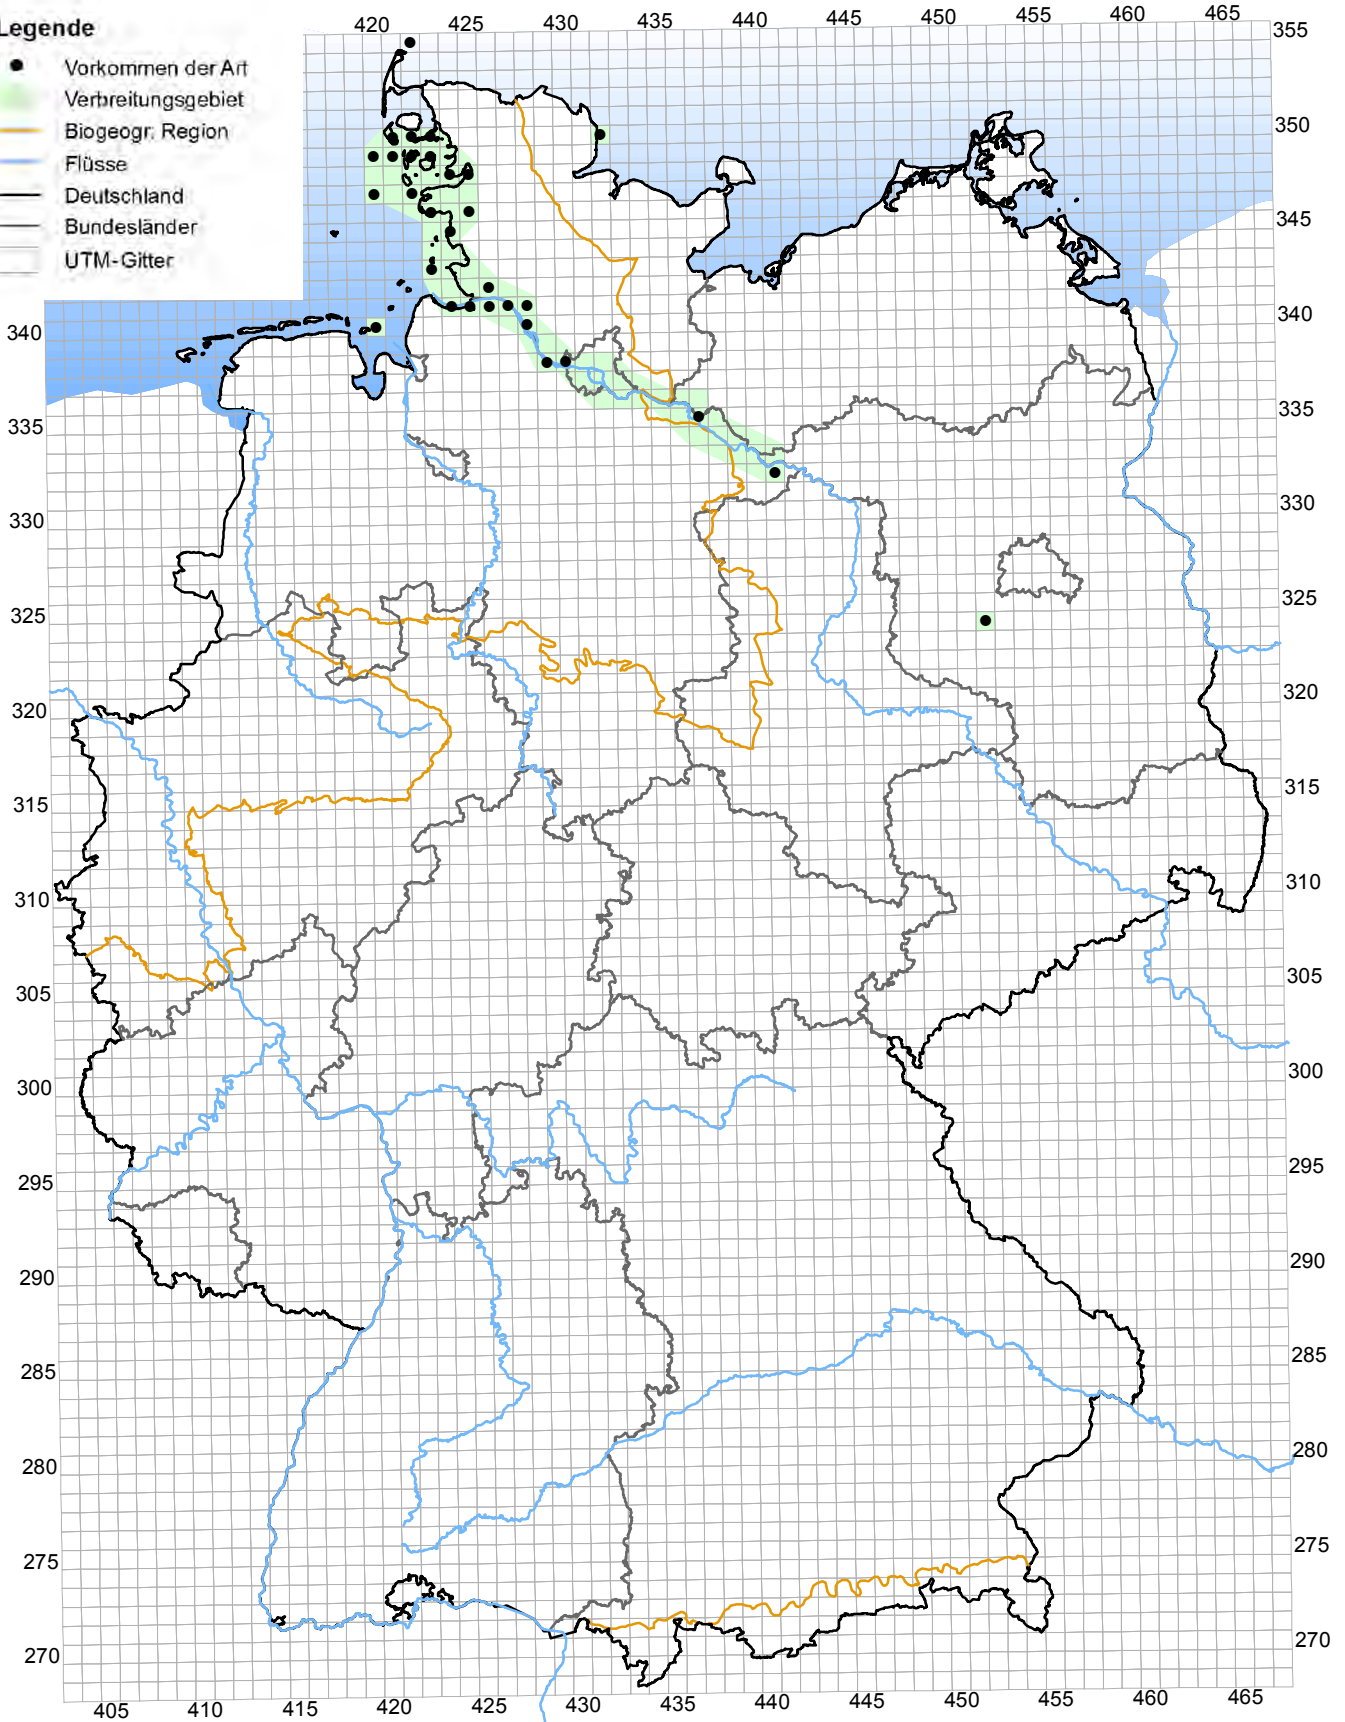 Legende
Vorkommen der Art
Verbreitungsgebiet
Biogeogr. Region
Flüsse
Deutschland
Bundesländer
UTM-Gitter
420 425 430 435 440 445 450 455 460 465
355
350
345
340 340
335 335
330 330
325 325
320 320
315 315
310 310
305 305
300 300
295 295
290 290
285 285
280 280
275 275
270 270
405 410 415 420 425 430 435 440 445 450 455 460 465